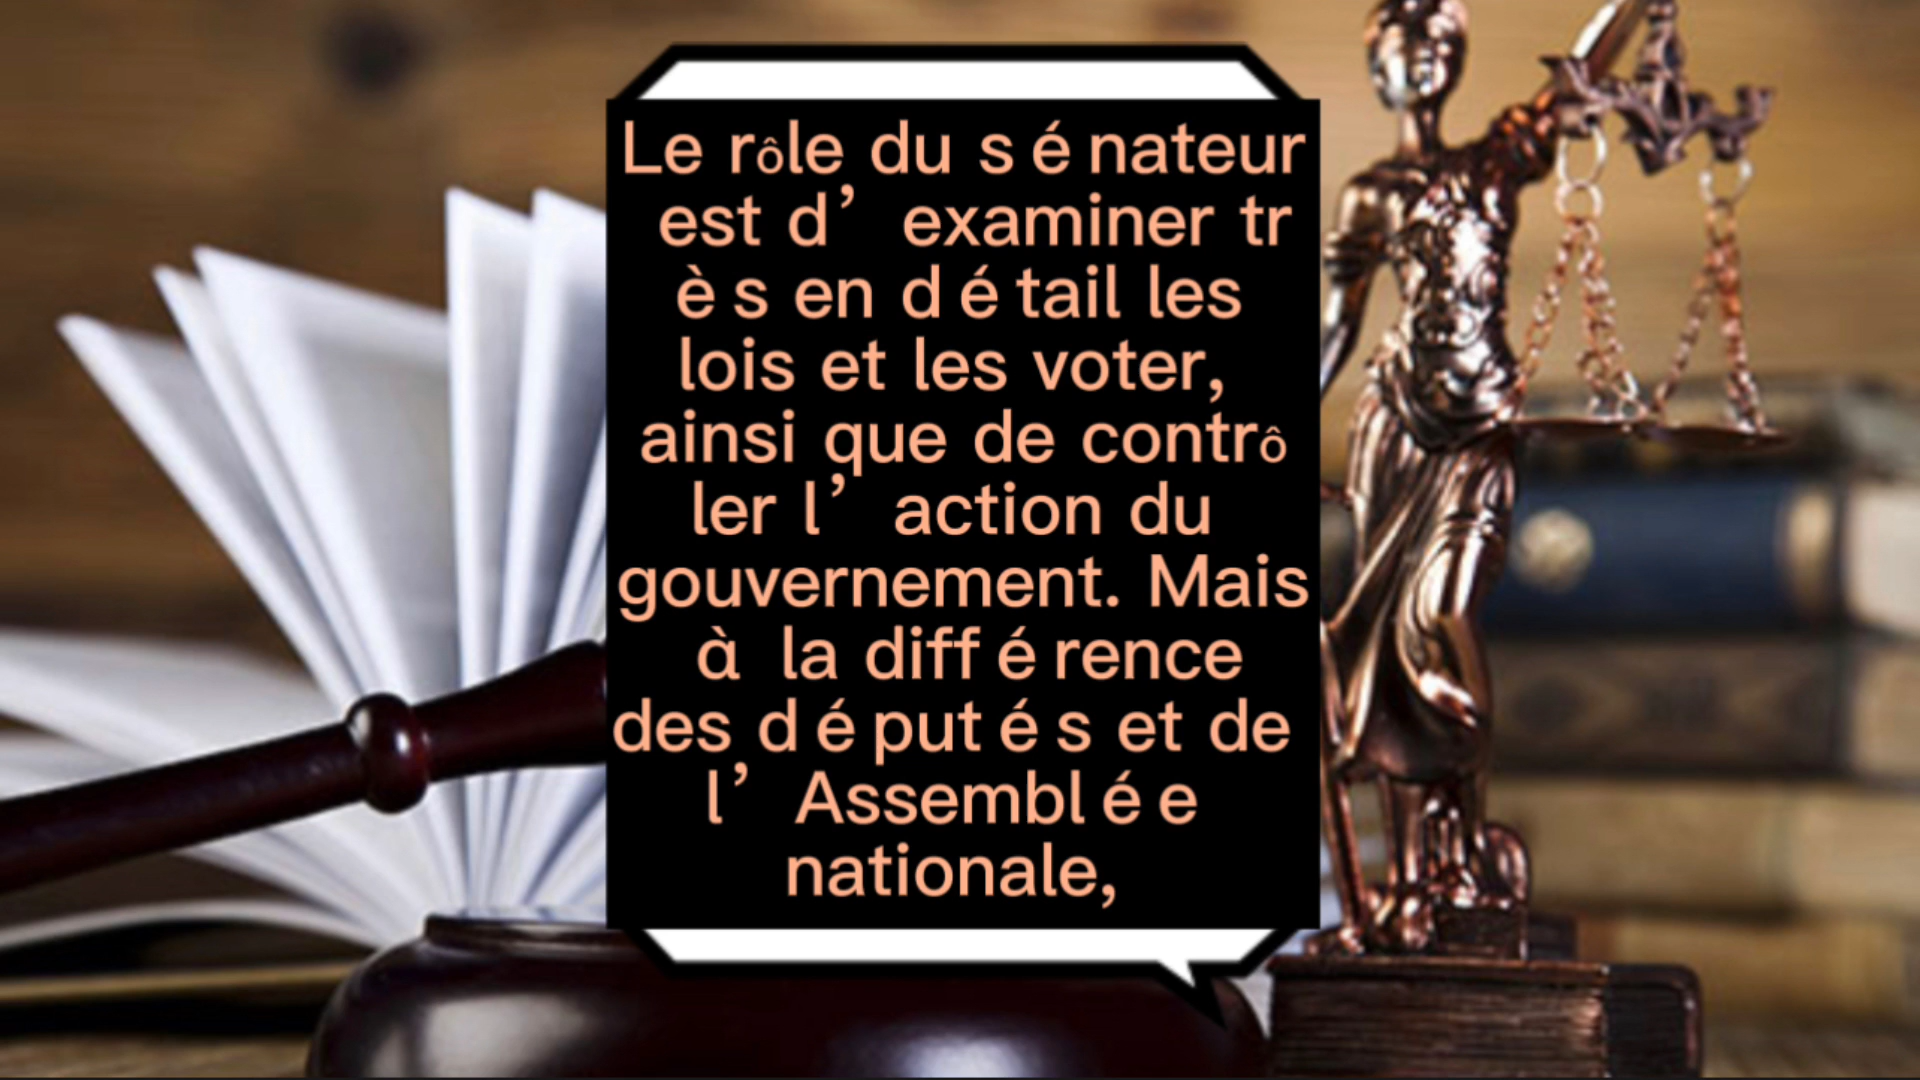 Le rôle du sénateur
est d’examiner tr
ès en détail les
lois et les voter,
ainsi que de contrô
ler l’action du
gouvernement. Mais
à la différence
des députés et de
l’Assemblée
nationale,